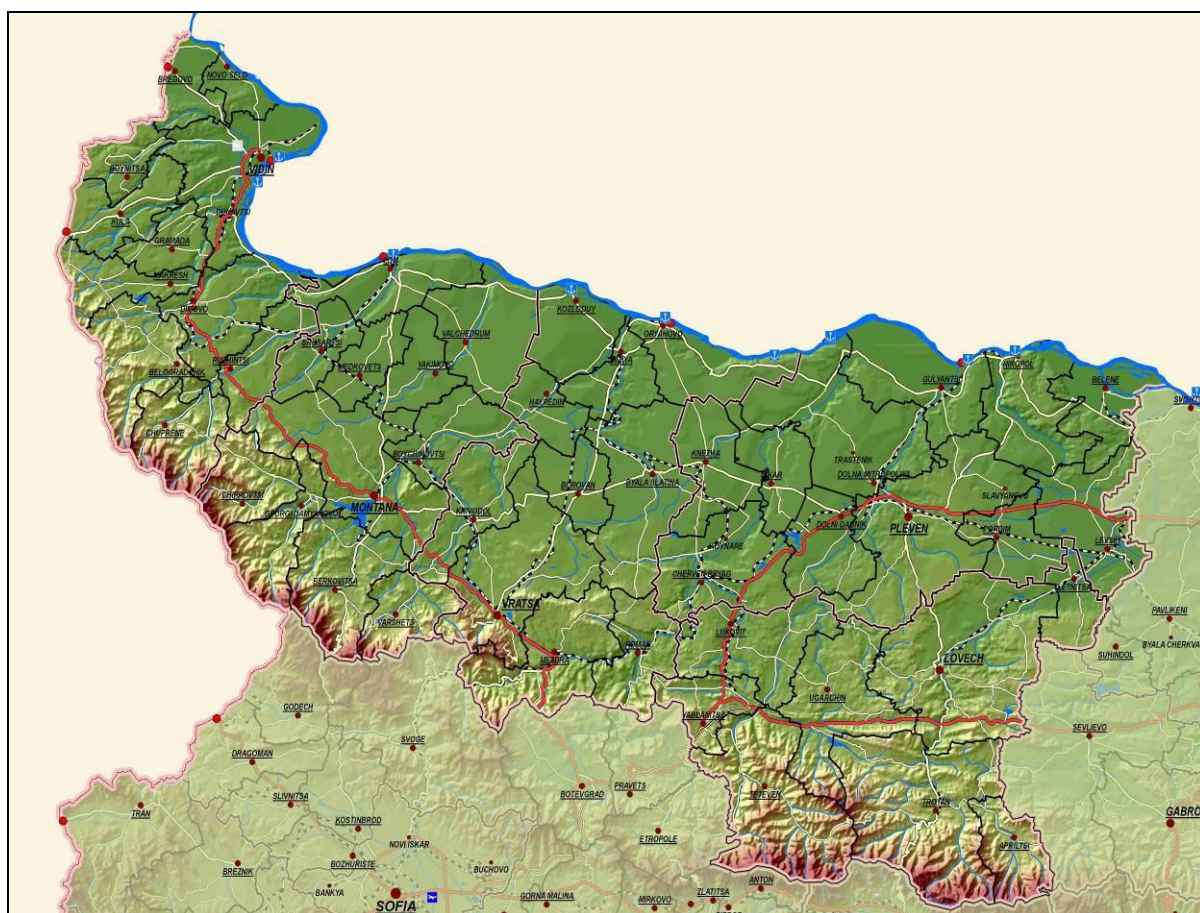 NOVO SELO
BREGOVO
VIDIN
BOYNITSA
KULA
GRAMADA
MAKRESH
DIMOVO
KOZLODUY
ORYAHOVO
VALCHEDRUM
BRUSARTSI
MEDKOVETS
YAKIMOVO
RUZHINTSI
BELOGRADCHIK
HAYREDIN
GULYANTSI
NIKOPOL
BELENE
CHUPRENE
BOYCHINOVTSI
KNEZHA
TRASTENIK
DOLNA MITROPOLIYA
BYALA SLATINA
ISKAR
BOROVAN
CHIPROVTSI
MONTANA
GEORGI DAMYANOVO
SLAVYANOVO
KRIVODOL
DOLNI DABNIK
PLEVEN
PORDIM
KOYNARE
LEVSKI
CHERVEN BRYAG
BERKOVITSA
LETNITSA
VRATSA
VARSHETS
PAVLIKENI
LUKOVIT
BYALA CHERKVA
SUHINDOL
MEZDRA
ROMAN
LOVECH
UGARCHIN
GODECH
YABLANITSA
SEVLIEVO
SVOGE
DRAGOMAN
BOTEVGRAD
PRAVETS
TETEVEN
SLIVNITSA
TROYAN
TRAN
GABRO
KOSTINBROD
ETROPOLE
NOVI ISKAR
APRILTSI
BREZNIK
BOZHURISTE
BUCHOVO
BANKYA
ANTON
ZLATITSA
SOFIA
GORNA MALINA
MIRKOVO